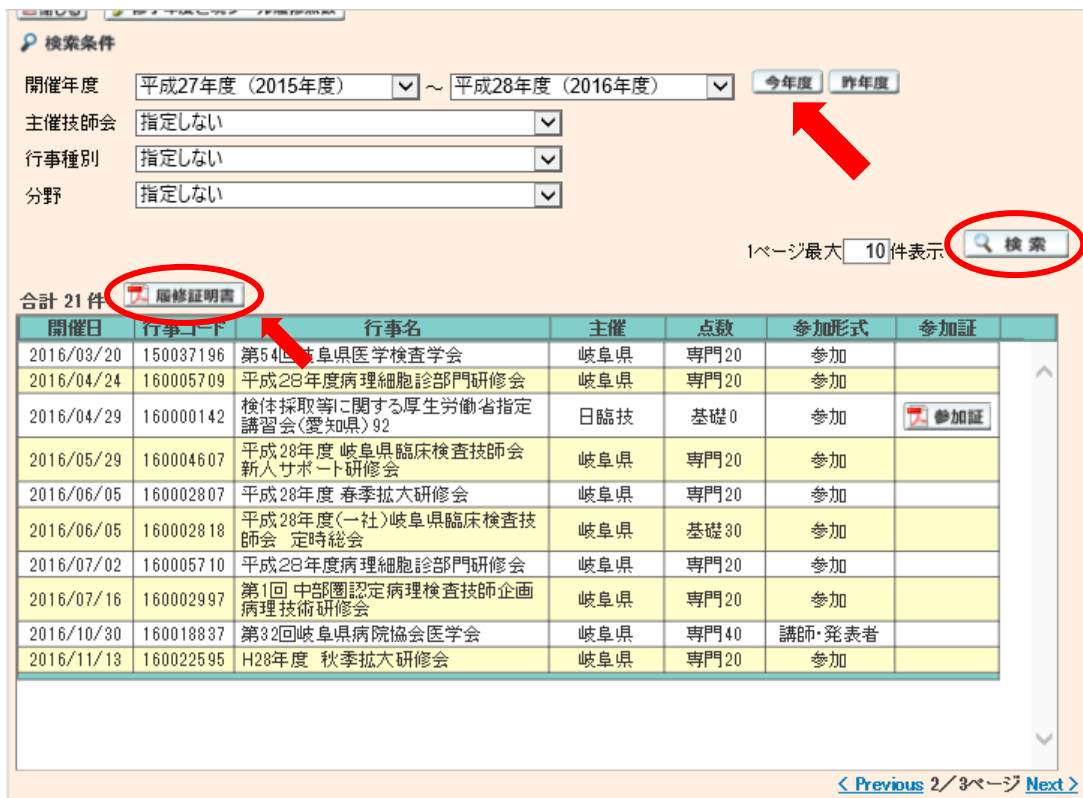 検索条件
開催年度 平成27年度 (2015年度) ～ 平成28年度 (2016年度) 今年度 昨年度
主催技師会 指定しない
行事種別 指定しない
分野 指定しない
1ページ最大 10 件表示 検索
合計 21 件 履修証明書
開催日 行事コード 行事名 主催 点数 参加形式 参加証
2016/03/20 150037196 第54回岐阜県医学検査学会 岐阜県 専門20 参加
2016/04/24 160005709 平成28年度病理細胞診部門研修会 岐阜県 専門20 参加
2016/04/29 160000142 検体採取等に関する厚生労働省指定 日臨技 基礎0 参加 参加証
講習会(愛知県)92
2016/05/29 160004607 平成28年度 岐阜県臨床検査技師会 岐阜県 専門20 参加
新人サポート研修会
2016/06/05 160002807 平成28年度 春季拡大研修会 岐阜県 専門20 参加
2016/06/05 160002818 平成28年度(一社)岐阜県臨床検査技 岐阜県 基礎30 参加
師会 定時総会
2016/07/02 160005710 平成28年度病理細胞診部門研修会 岐阜県 専門20 参加
2016/07/16 160002997 第1回 中部圏認定病理検査技師企画 岐阜県 専門20 参加
病理技術研修会
2016/10/30 160018837 第32回岐阜県病院協会医学会 岐阜県 専門40 講師・発表者
2016/11/13 160022595 H28年度 秋季拡大研修会 岐阜県 専門20 参加
< Previous 2／3ページ Next >